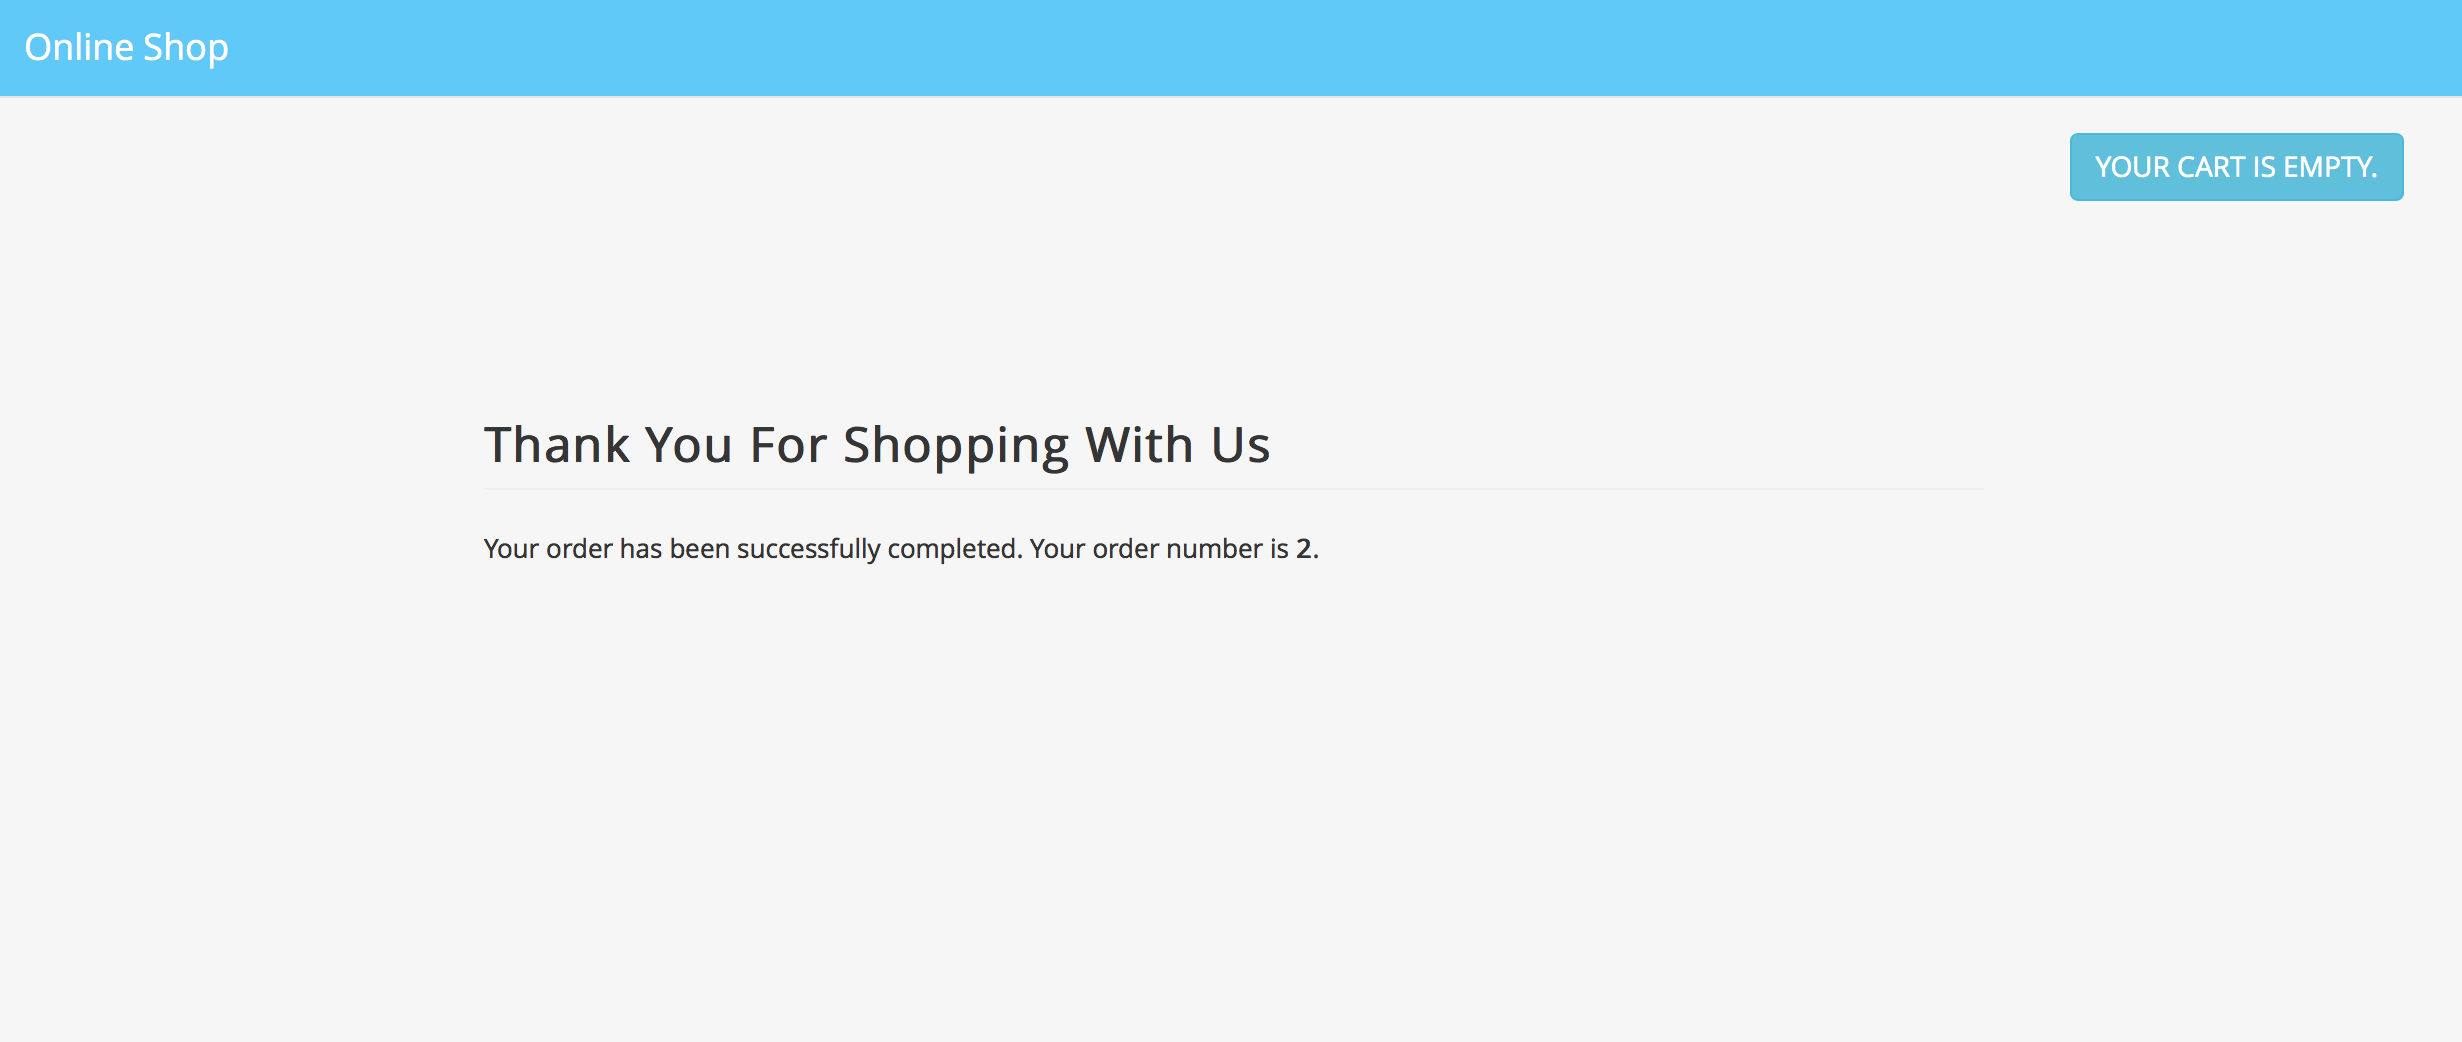 Online Shop
YOUR CART IS EMPTY.
Thank You For Shopping With Us
Your order has been successfully completed. Your order number is 2.